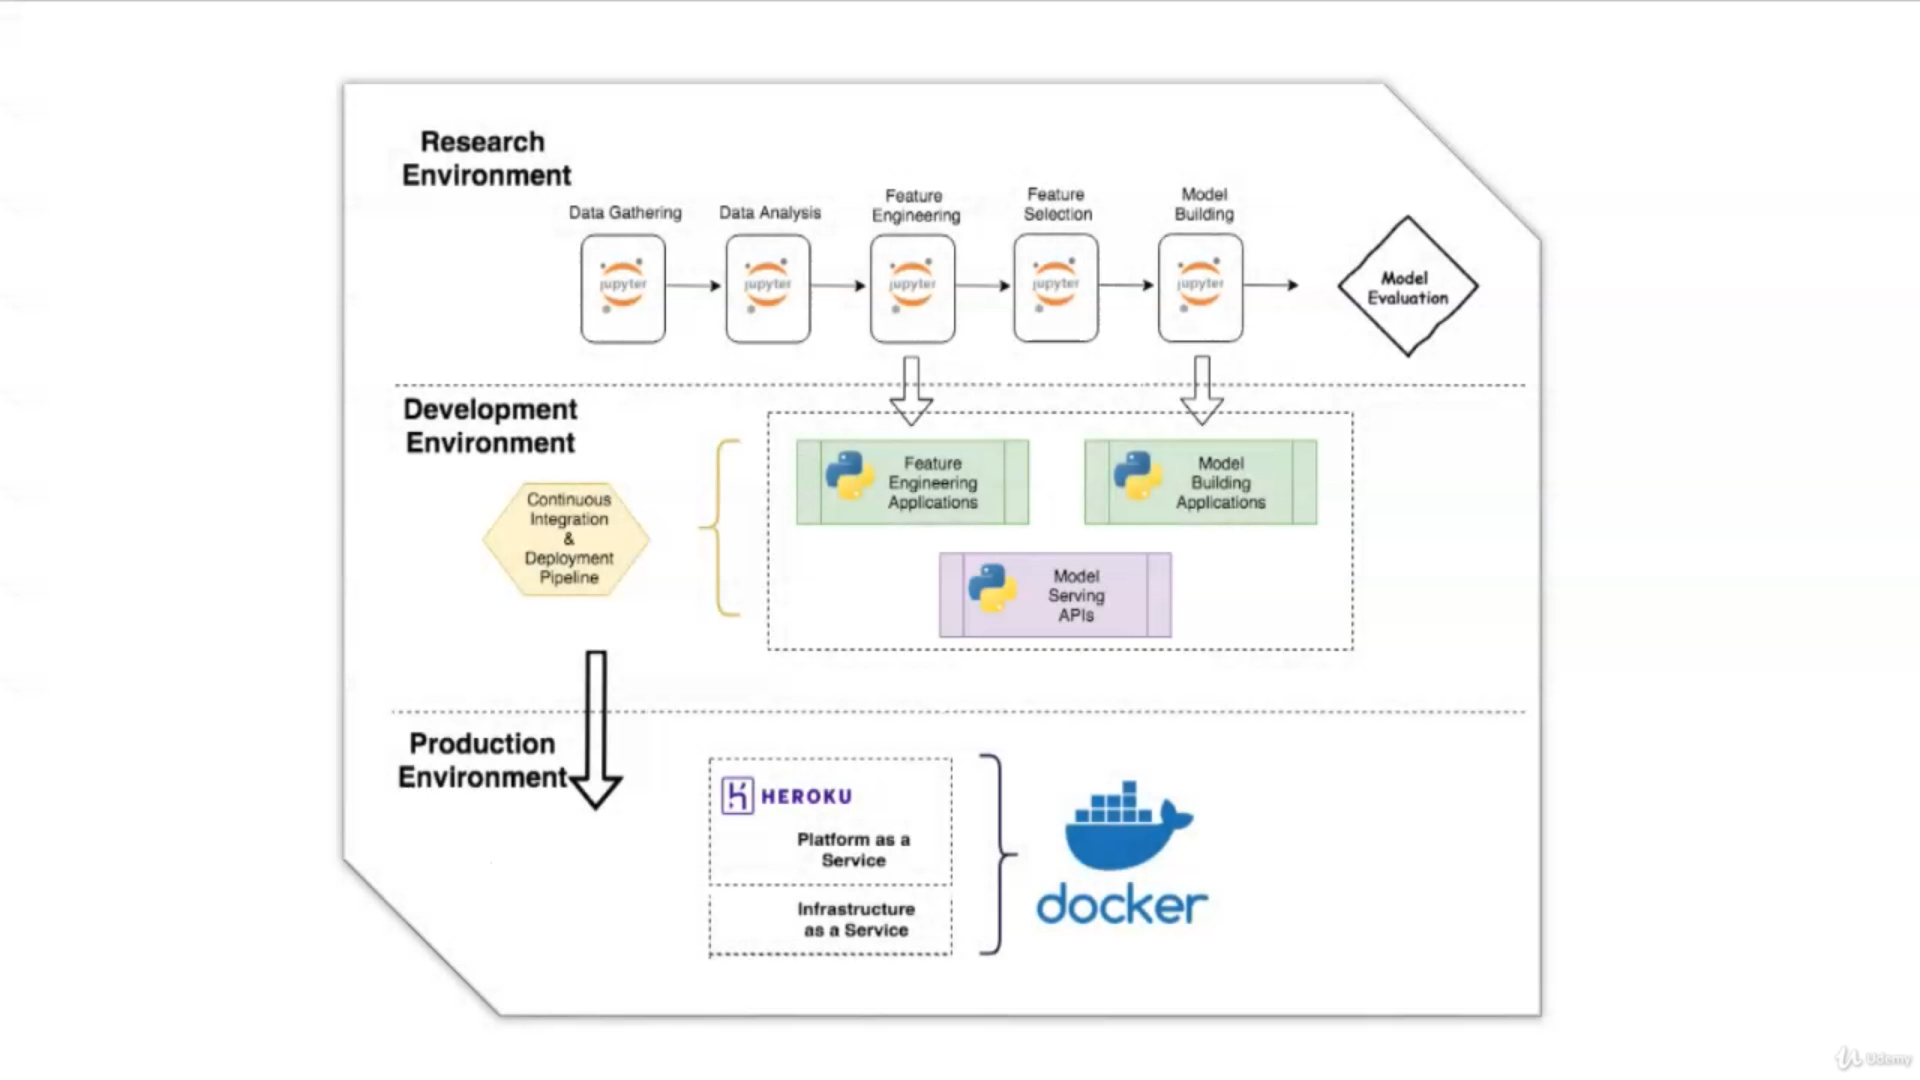 Research
Environment
Data Gathering
Data Analysis
Feature
Engineering
Feature
Selection
Model
Building
jupyter
jupyter
jupyter
jupyter
jupyter
Model
Evaluation
Development
Environment
Continuous
Integration
&
Deployment
Pipeline
Feature
Engineering
Applications
Model
Building
Applications
Model
Serving
APIs
Production
Environment
HEROKU
Platform as a
Service
Infrastructure
as a Service
docker
Udemy